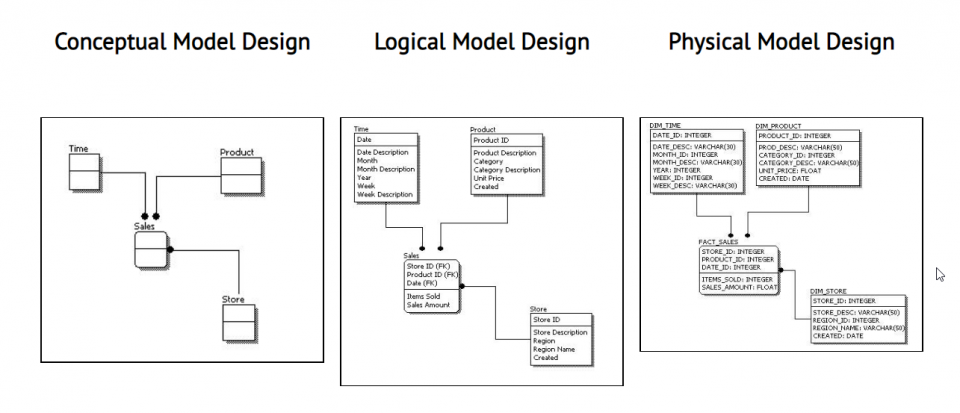 Conceptual Model Design
Logical Model Design
Physical Model Design
Time
Product
Sales
Store
Time
Date
Date Description
Month
Month Description
Year
Week
Week Description
Product
Product ID
Product Description
Category
Category Description
Unit Price
Created
Sales
Store ID (FK)
Product ID (FK)
Date (FK)
Items Sold
Sales Amount
Store
Store ID
Store Description
Region
Region Name
Created
DIM_TIME
DATE_ID: INTEGER
DATE_DESC: VARCHAR(30)
MONTH_ID: INTEGER
MONTH_DESC: VARCHAR(30)
YEAR: INTEGER
WEEK_ID: INTEGER
WEEK_DESC: VARCHAR(30)
DIM_PRODUCT
PRODUCT_ID: INTEGER
PROD_DESC: VARCHAR(50)
CATEGORY_ID: INTEGER
CATEGORY_DESC: VARCHAR(50)
UNIT_PRICE: FLOAT
CREATED: DATE
FACT_SALES
STORE_ID: INTEGER
PRODUCT_ID: INTEGER
DATE_ID: INTEGER
ITEMS_SOLD: INTEGER
SALES_AMOUNT: FLOAT
DIM_STORE
STORE_ID: INTEGER
STORE_DESC: VARCHAR(50)
REGION_ID: INTEGER
REGION_NAME: VARCHAR(50)
CREATED: DATE